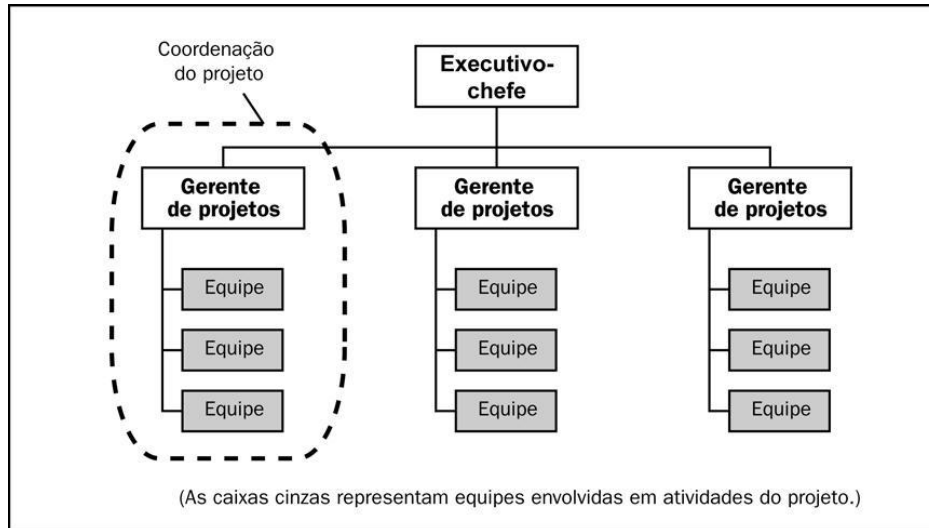 Coordenação
do projeto
Executivo-
chefe
Gerente
de projetos
Gerente
de projetos
Gerente
de projetos
Equipe
Equipe
Equipe
Equipe
Equipe
Equipe
Equipe
Equipe
Equipe
(As caixas cinzas representam equipes envolvidas em atividades do projeto.)